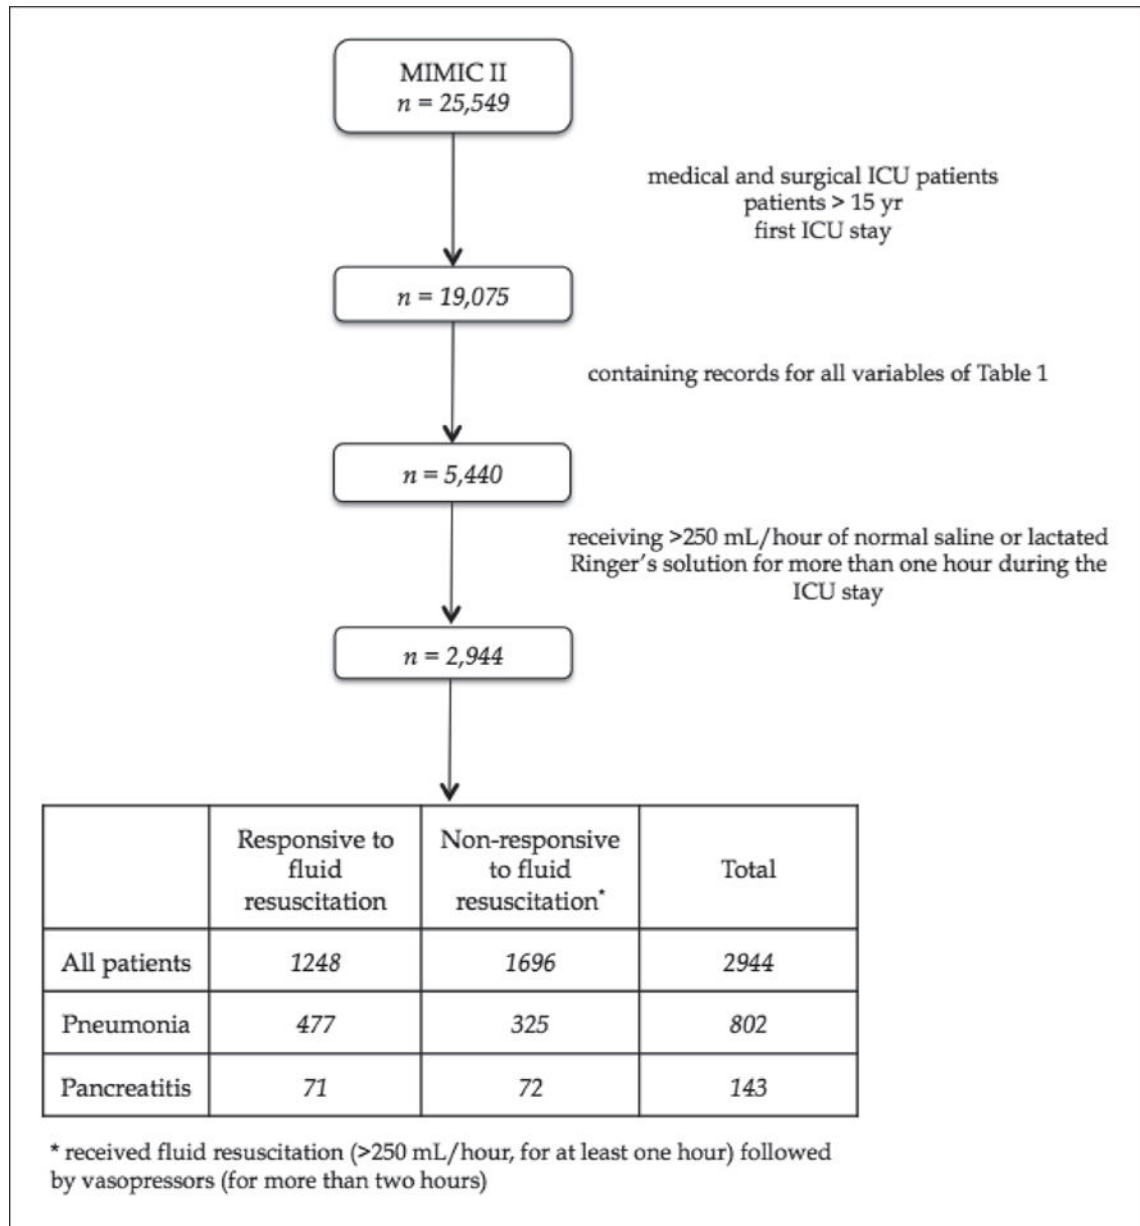 MIMIC II
n = 25,549
medical and surgical ICU patients
patients > 15 yr
first ICU stay
n = 19,075
containing records for all variables of Table 1
n = 5,440
receiving >250 mL/hour of normal saline or lactated
Ringer's solution for more than one hour during the
ICU stay
n = 2,944
Responsive to
fluid
resuscitation
Non-responsive
to fluid
resuscitation*
Total
All patients 1248 1696 2944
Pneumonia 477 325 802
Pancreatitis 71 72 143
* received fluid resuscitation (>250 mL/hour, for at least one hour) followed
by vasopressors (for more than two hours)